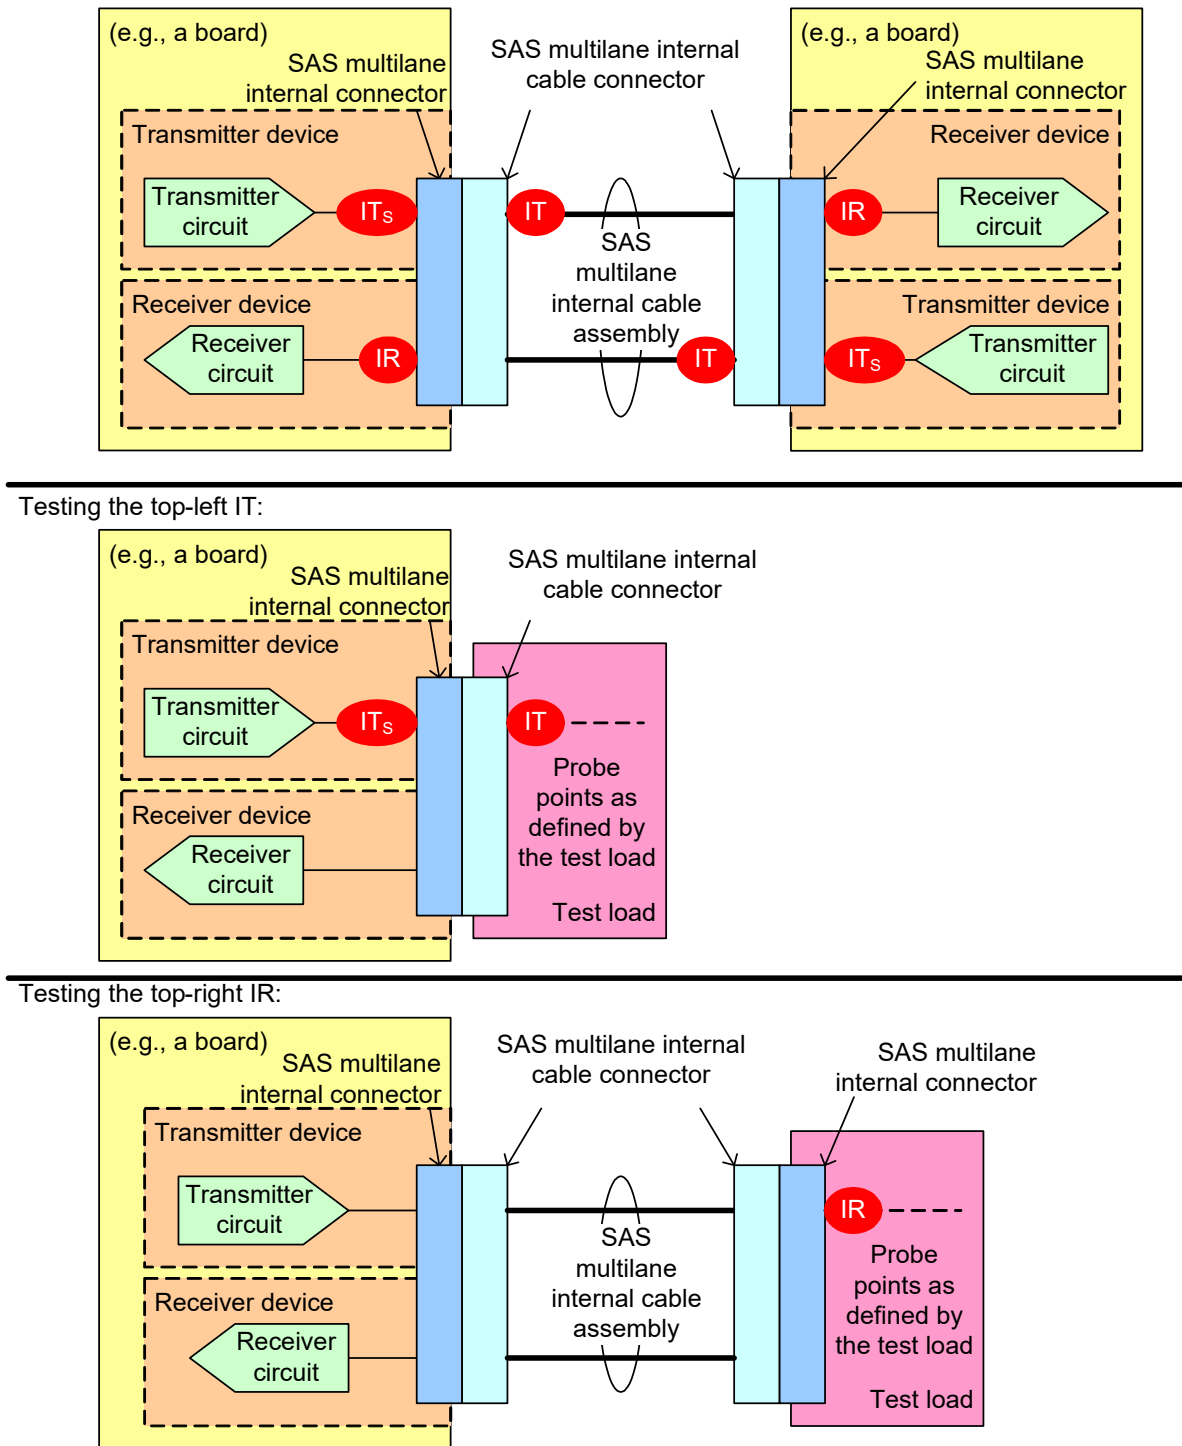 (e.g., a board)
SAS multilane
internal connector
SAS multilane internal
cable connector
(e.g., a board)
SAS multilane
internal connector
Transmitter device
Transmitter
circuit
ITS
IT
Receiver device
IR
Receiver
circuit
SAS
multilane
internal cable
assembly
Receiver device
Receiver
circuit
IR
IT
Transmitter device
ITS
Transmitter
circuit
Testing the top-left IT:
(e.g., a board)
SAS multilane
internal connector
SAS multilane internal
cable connector
Transmitter device
Transmitter
circuit
ITS
IT
Probe
points as
defined by
the test load
Test load
Receiver device
Receiver
circuit
Testing the top-right IR:
(e.g., a board)
SAS multilane
internal connector
SAS multilane internal
cable connector
SAS multilane
internal connector
Transmitter device
Transmitter
circuit
IR
SAS
multilane
internal cable
assembly
Probe
points as
defined by
the test load
Test load
Receiver device
Receiver
circuit